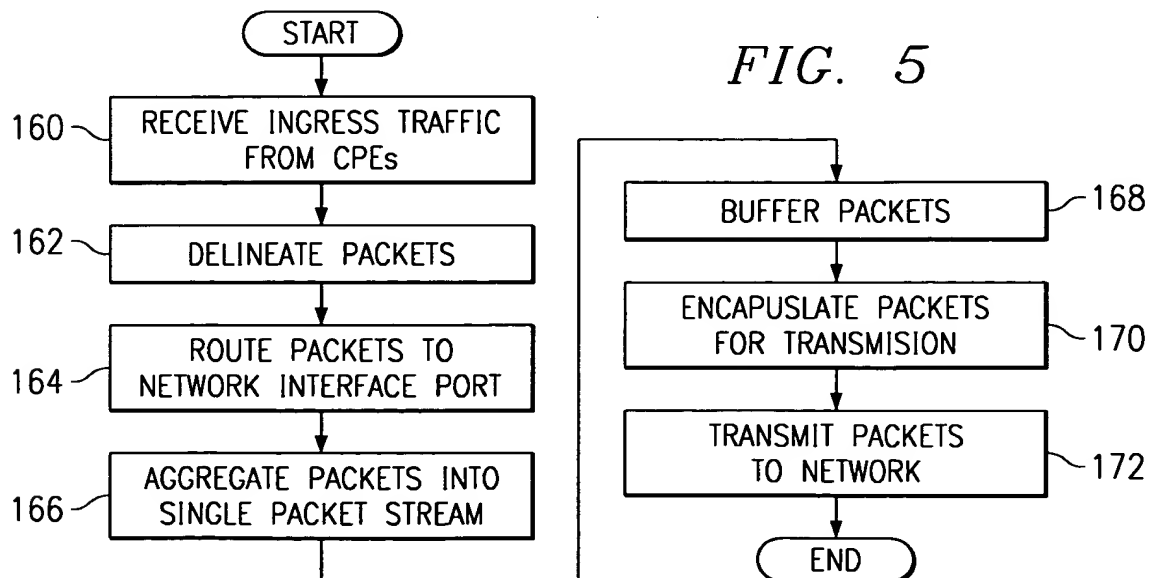 START
FIG. 5
160
RECEIVE INGRESS TRAFFIC
FROM CPEs
162
DELINEATE PACKETS
164
ROUTE PACKETS TO
NETWORK INTERFACE PORT
166
AGGREGATE PACKETS INTO
SINGLE PACKET STREAM
BUFFER PACKETS
168
ENCAPUSLATE PACKETS
FOR TRANSMISION
170
TRANSMIT PACKETS
TO NETWORK
172
END